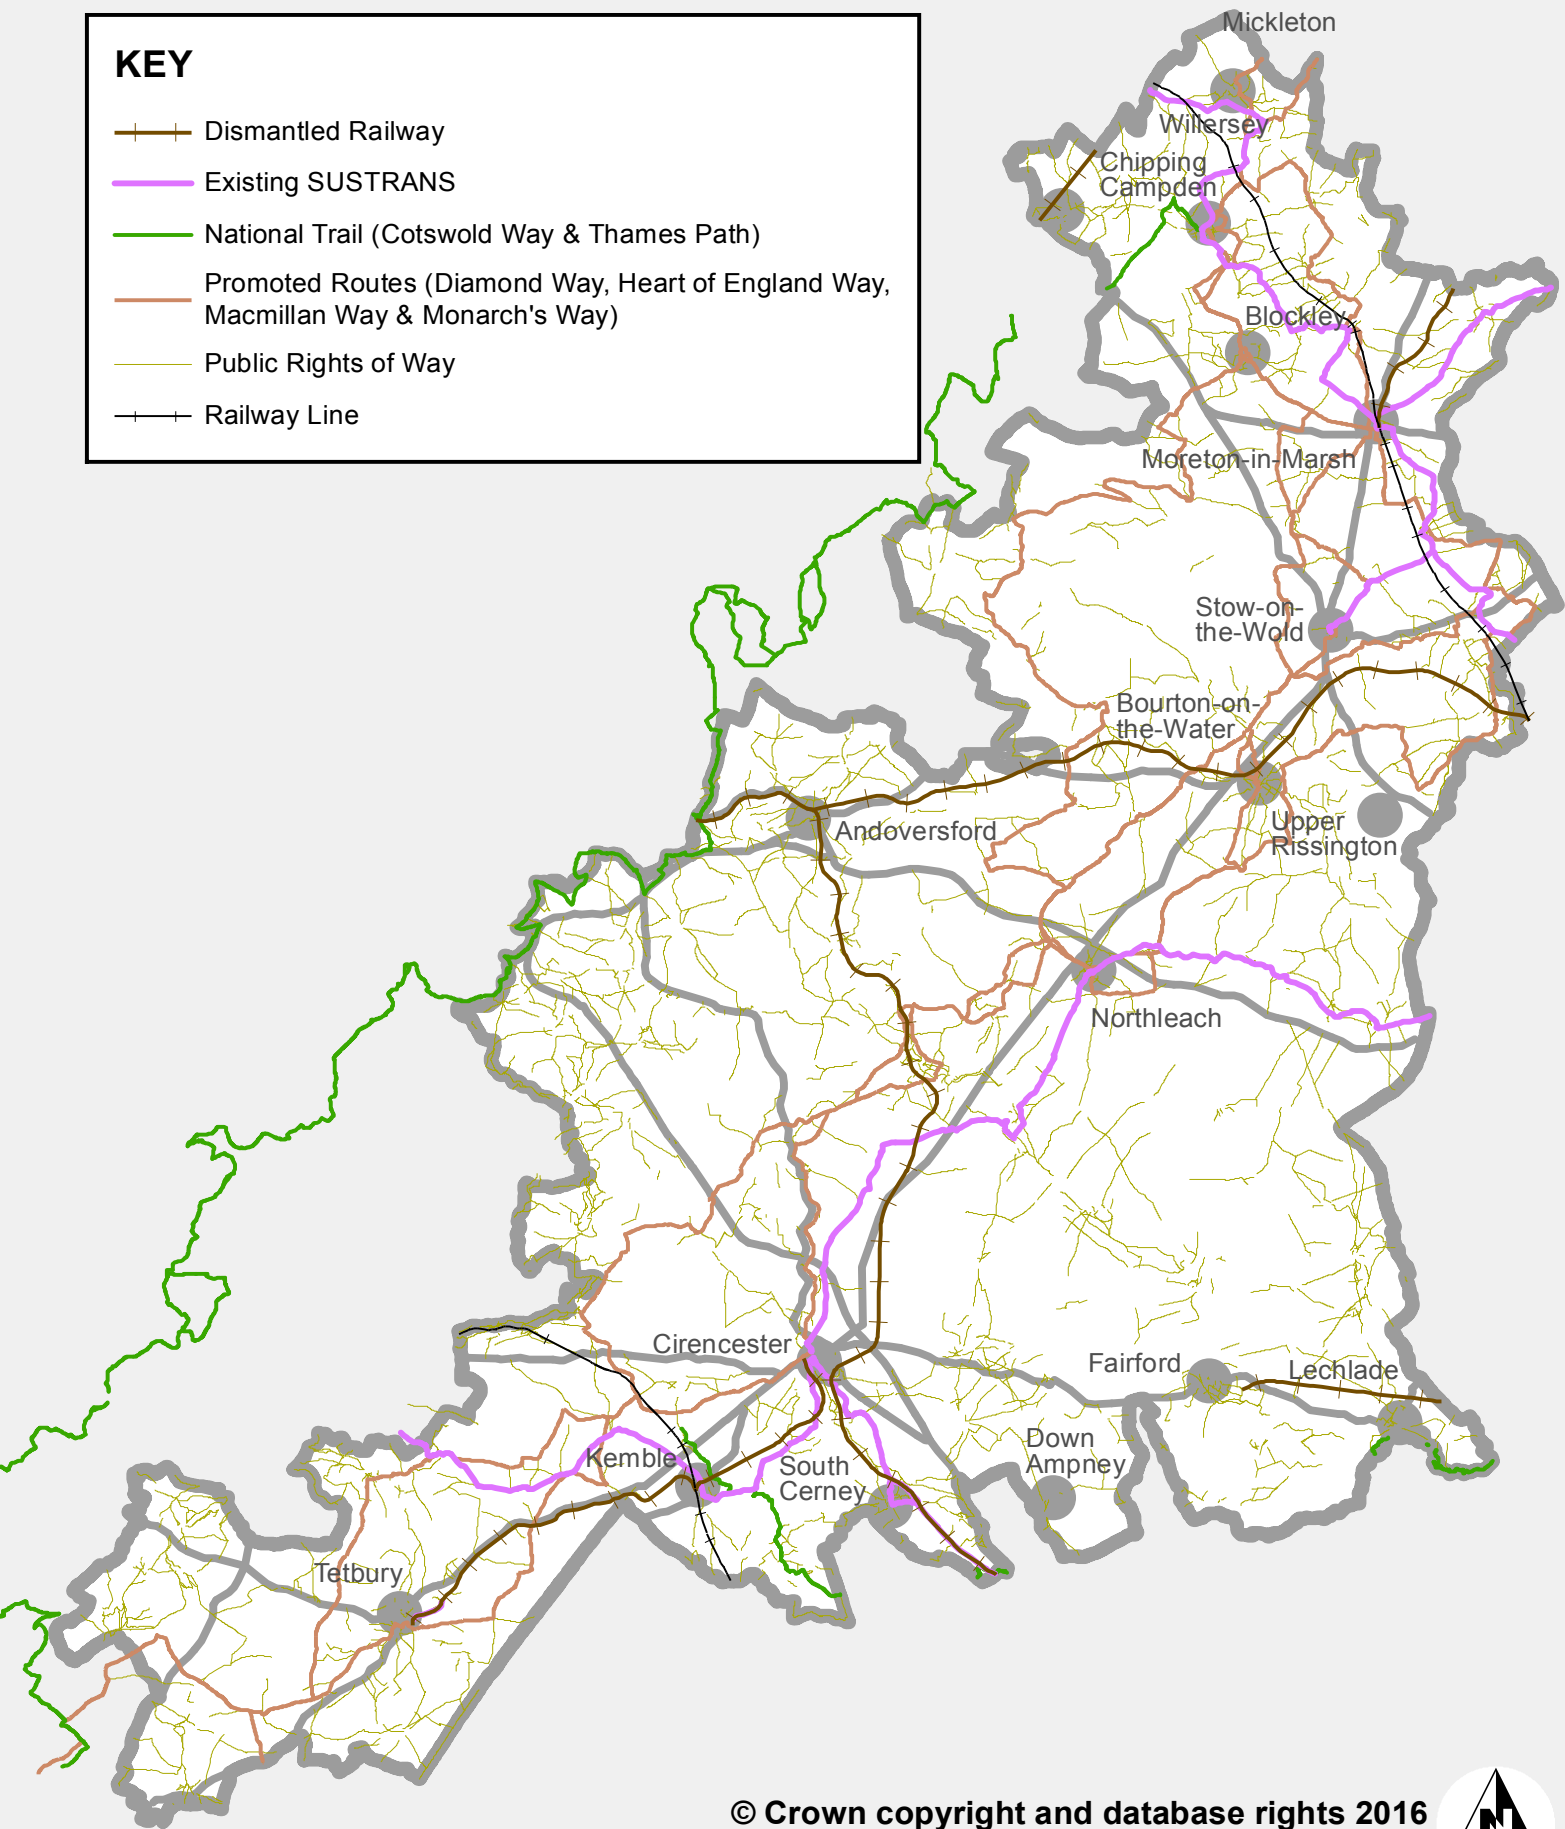 Mickleton
KEY
Dismantled Railway
Existing SUSTRANS
National Trail (Cotswold Way & Thames Path)
Promoted Routes (Diamond Way, Heart of England Way,
Macmillan Way & Monarch's Way)
Public Rights of Way
Railway Line
Willersey
Chipping
Campden
Blockley
Moreton-in-Marsh
Stow-on-
the-Wold
Bourton-on-
the-Water
Andoversford
Upper
Rissington
Northleach
Cirencester
Fairford
Lechlade
Kemble
South
Cerney
Down
Ampney
Tetbury
© Crown copyright and database rights 2016
N